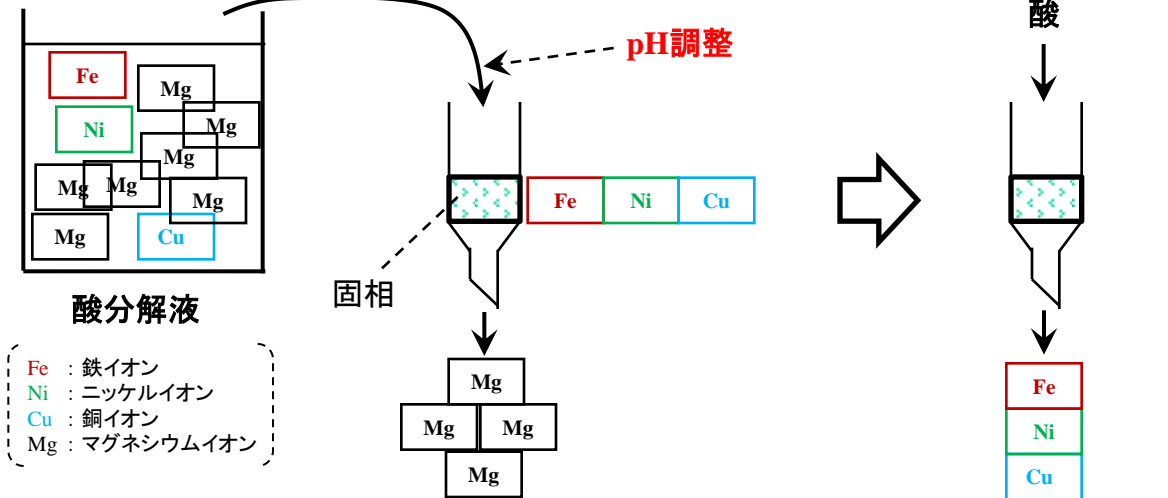 酸
pH調整
Fe
Mg
Ni
Mg
Mg
Mg
Mg
Mg
Mg
Cu
Fe
Ni
Cu
固相
酸分解液
Fe : 鉄イオン
Ni : ニッケルイオン
Cu : 銅イオン
Mg : マグネシウムイオン
Mg
Mg
Mg
Mg
Fe
Ni
Cu